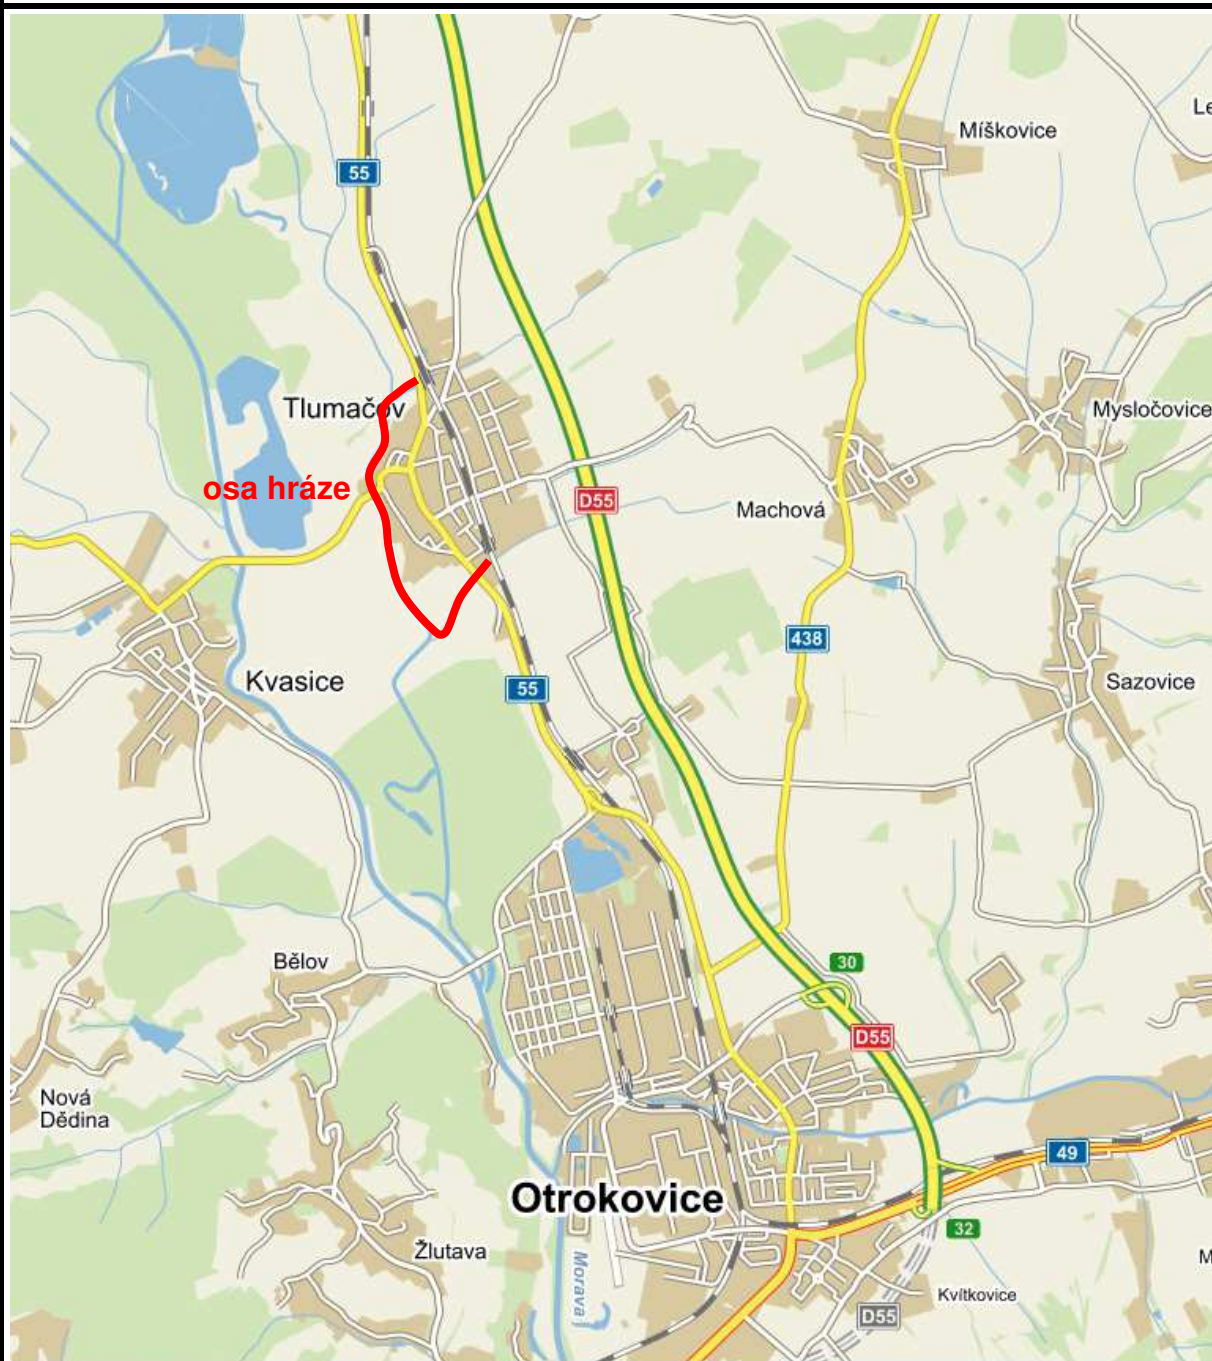 Le
Míškovice
55
Tlumačov
Mysločovice
osa hráze
D55
Machová
438
Kvasice
55
Sazovice
Bělov
30
D55
Nová
Dědina
49
Otrokovice
32
Žlutava
M
Morava
Kvítkovice
D55